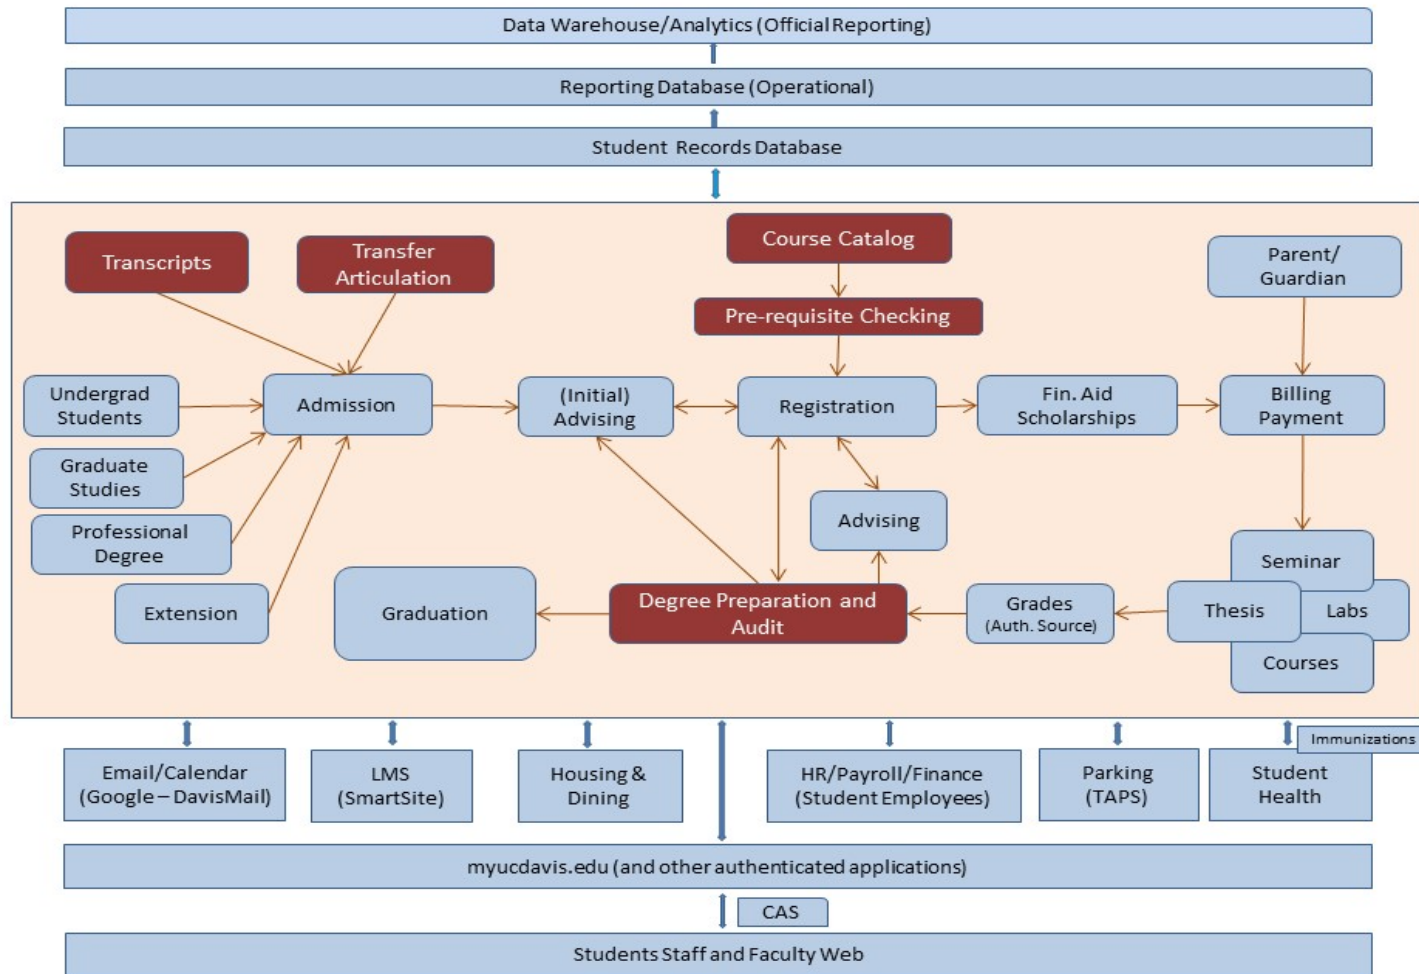 Data Warehouse/Analytics (Official Reporting)
Reporting Database (Operational)
Student Records Database
Transcripts
Transfer
Articulation
Course Catalog
Pre-requisite Checking
Parent/
Guardian
Undergrad
Students
Admission
(Initial)
Advising
Registration
Fin. Aid
Scholarships
Billing
Payment
Graduate
Studies
Professional
Degree
Extension
Advising
Graduation
Degree Preparation and
Audit
Grades
(Auth. Source)
Seminar
Thesis
Labs
Courses
Immunizations
Email/Calendar
(Google – DavisMail)
LMS
(SmartSite)
Housing &
Dining
HR/Payroll/Finance
(Student Employees)
Parking
(TAPS)
Student
Health
myucdavis.edu (and other authenticated applications)
CAS
Students Staff and Faculty Web